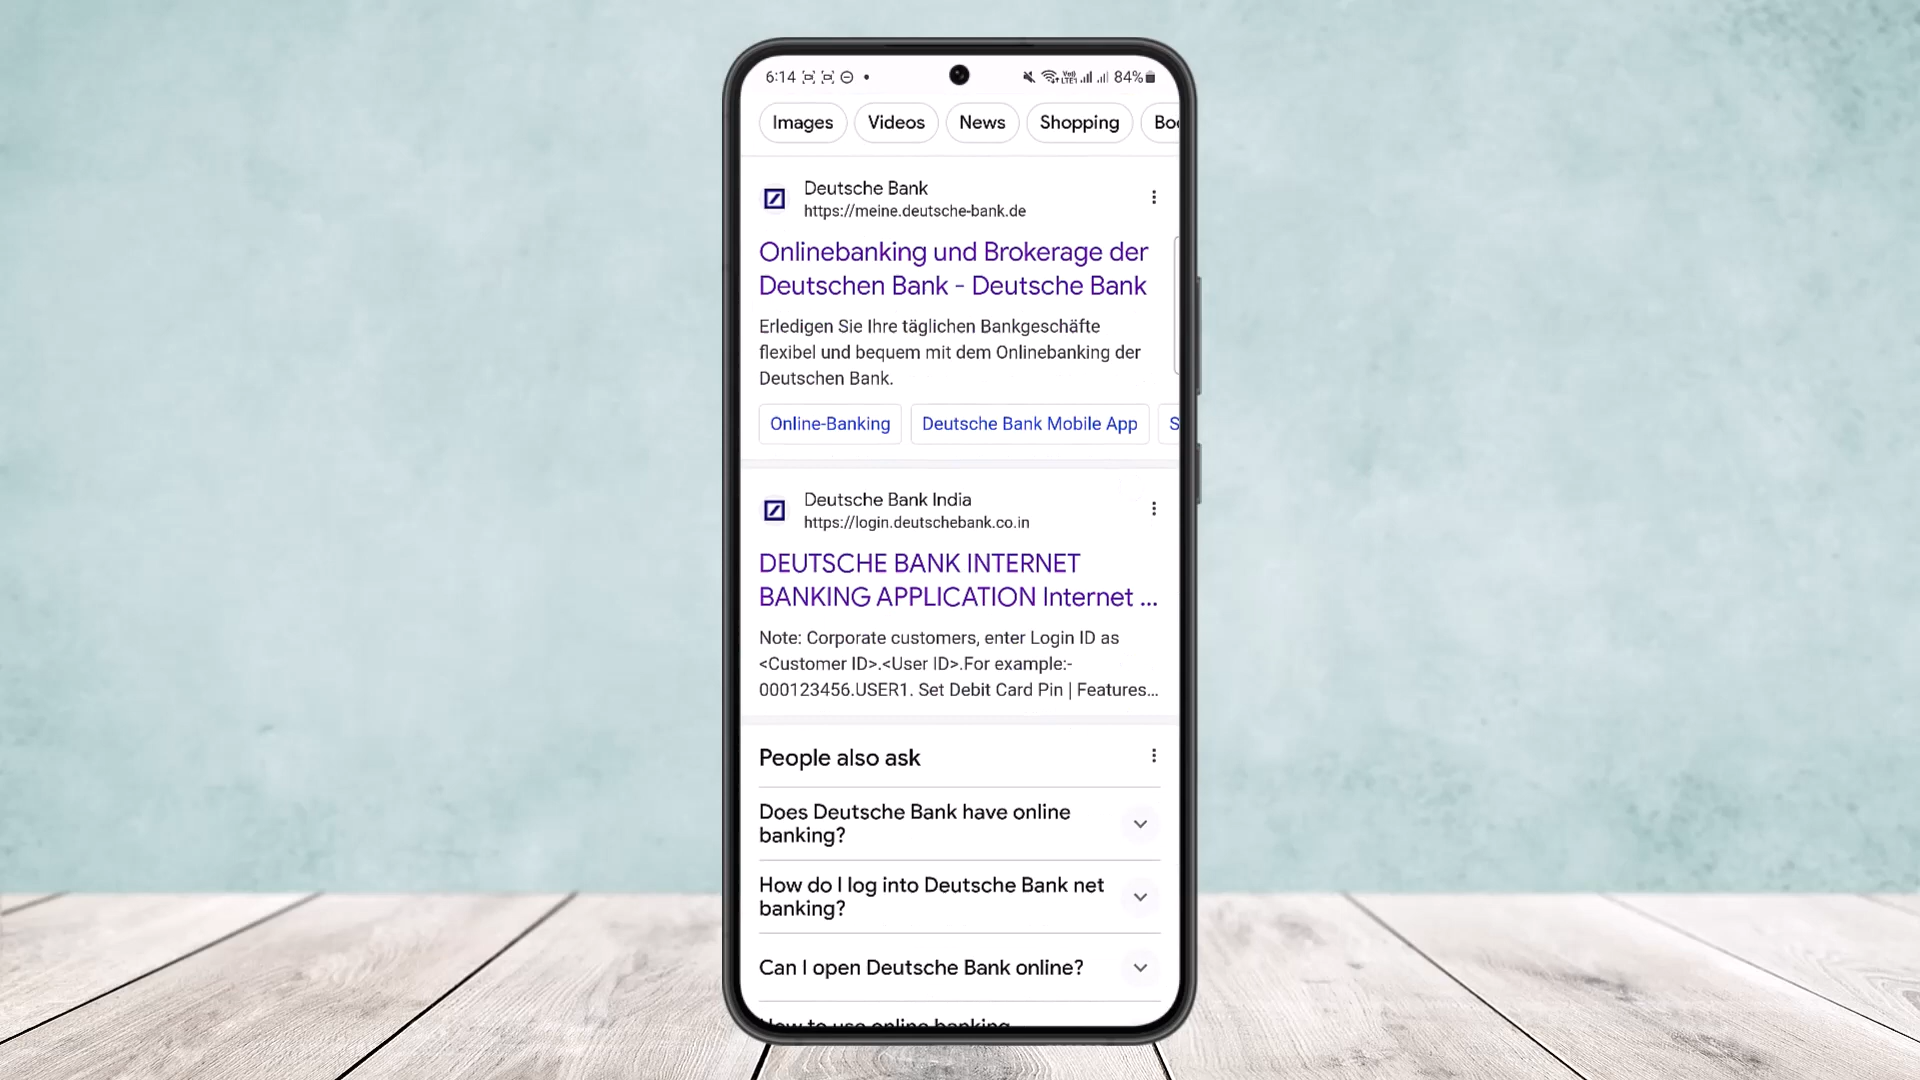 6:14 84%
Images Videos News Shopping
Deutsche Bank
https://meine.deutsche-bank.de
Onlinebanking und Brokerage der
Deutschen Bank - Deutsche Bank
Erledigen Sie Ihre täglichen Bankgeschäfte
flexibel und bequem mit dem Onlinebanking der
Deutschen Bank.
Online-Banking Deutsche Bank Mobile App S
Deutsche Bank India
https://login.deutschebank.co.in
DEUTSCHE BANK INTERNET
BANKING APPLICATION Internet ...
Note: Corporate customers, enter Login ID as
<Customer ID>.<User ID>.For example:-
000123456.USER1. Set Debit Card Pin | Features...
People also ask
Does Deutsche Bank have online
banking?
How do I log into Deutsche Bank net
banking?
Can I open Deutsche Bank online?
How to use online banking